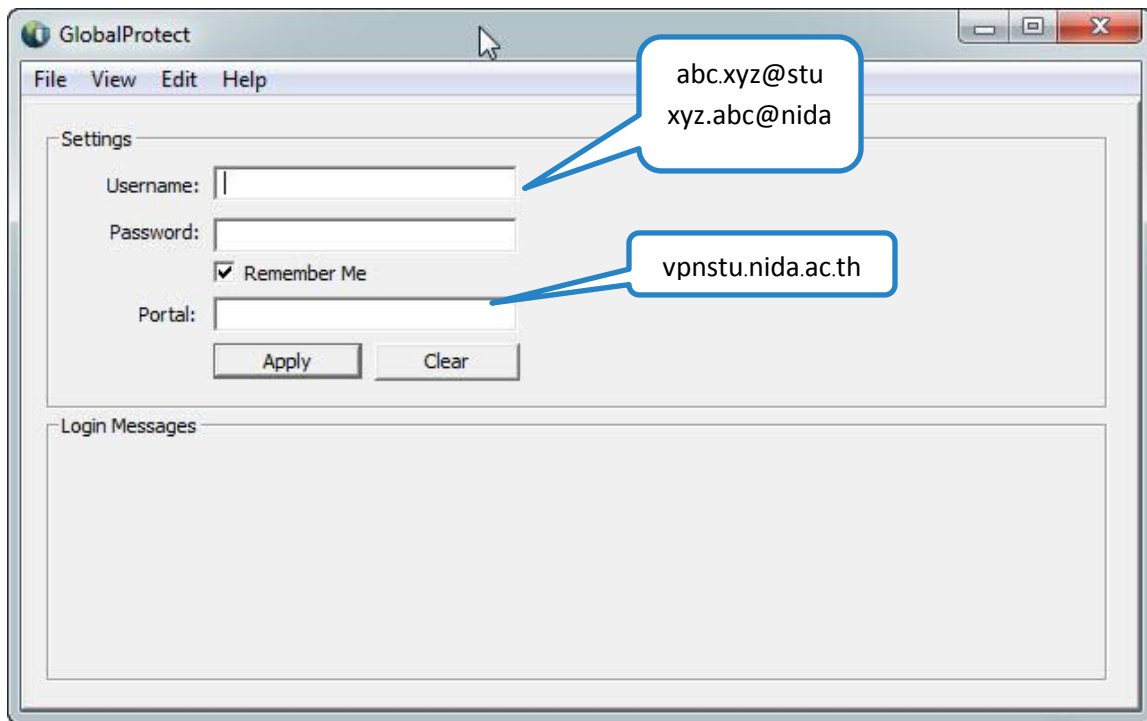 GlobalProtect
File View Edit Help
abc.xyz@stu
xyz.abc@nida
Settings
Username:
Password:
Remember Me
vpnstu.nida.ac.th
Portal:
Apply Clear
Login Messages